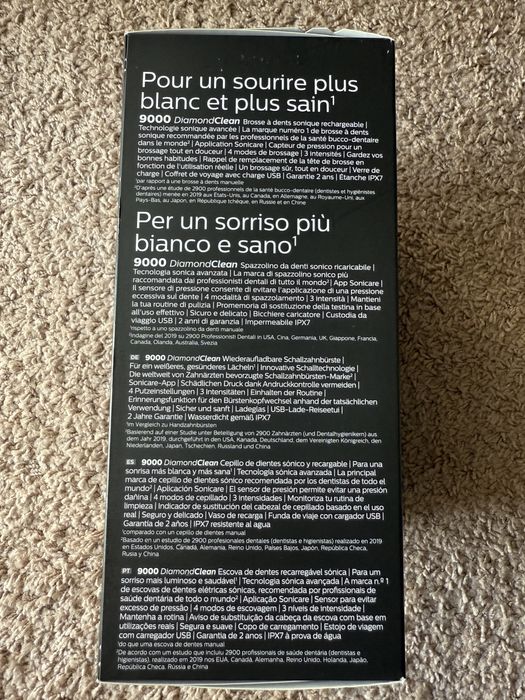 Pour un sourire plus
blanc et plus sain¹
9000 DiamondClean Brosse à dents sonique rechargeable |
Technologie sonique avancée | La marque numéro 1 de brosse à dents
sonique recommandée par les professionnels de la santé bucco-dentaire
dans le monde² | Application Sonicare | Capteur de pression pour un
brossage tout en douceur | 4 modes de brossage | 3 intensités | Gardez vos
bonnes habitudes | Rappel de remplacement de la tête de brosse en
fonction de l'utilisation réelle | Un brossage sûr, tout en douceur | Verre de
charge | Coffret de voyage avec charge USB | Garantie 2 ans | Étanche IPX7
¹par rapport à une brosse à dents manuelle
²D'après une étude de 2900 professionnels de la santé bucco-dentaire (dentistes et hygiénistes
dentaires) menée en 2019 aux États-Unis, au Canada, en Allemagne, au Royaume-Uni, aux
Pays-Bas, au Japon, en République tchèque, en Russie et en Chine
Per un sorriso più
bianco e sano¹
9000 DiamondClean Spazzolino da denti sonico ricaricabile |
Tecnologia sonica avanzata | La marca di spazzolino sonico più
raccomandata dai professionisti dentali di tutto il mondo² | App Sonicare |
Il sensore di pressione consente di evitare l'applicazione di una pressione
eccessiva sul dente | 4 modalità di spazzolamento | 3 Intensità | Mantieni
la tua routine di pulizia | Promemoria di sostituzione della testina in base
all'uso effettivo | Sicuro e delicato | Bicchiere caricatore | Custodia da
viaggio USB | 2 anni di garanzia | Impermeabile IPX7
¹rispetto a uno spazzolino da denti manuale
²Indagine del 2019 su 2900 Professionisti Dentali in USA, Cina, Germania, UK, Giappone, Francia,
Canada, Olanda, Australia, Svezia
DE 9000 DiamondClean Wiederaufladbare Schallzahnbürste |
Für ein weißeres, gesünderes Lächeln¹ | Innovative Schalltechnologie |
Die weltweit von Zahnärzten bevorzugte Schallzahnbürsten-Marke² |
Sonicare-App | Schädlichen Druck dank Andruckkontrolle vermeiden |
4 Putzeinstellungen | 3 Intensitäten | Einhalten der Routine |
Erinnerungsfunktion für den Bürstenkopfwechsel anhand der tatsächlichen
Verwendung | Sicher und sanft | Ladeglas | USB-Lade-Reiseetui |
2 Jahre Garantie | Wasserdicht gemäß IPX7
¹im Vergleich zu Handzahnbürsten
²Basierend auf einer Studie unter Beteiligung von 2900 Zahnärzten (und Dentalhygienikern) aus
dem Jahr 2019, durchgeführt in den USA, Kanada, Deutschland, dem Vereinigten Königreich, den
Niederlanden, Japan, Tschechien, Russland und China
ES 9000 DiamondClean Cepillo de dientes sónico y recargable | Para una
sonrisa más blanca y más sana¹ | Tecnología sónica avanzada | La principal
marca de cepillo de dientes sónico recomendada por los dentistas de todo el
mundo² | Aplicación Sonicare | El sensor de presión permite evitar una presión
dañina | 4 modos de cepillado | 3 intensidades | Monitoriza tu rutina de
limpieza | Indicador de sustitución del cabezal de cepillado basado en el uso
real | Seguro y delicado | Vaso de recarga | Funda de viaje con cargador USB |
Garantía de 2 años | IPX7 resistente al agua
¹comparado con un cepillo de dientes manual
²Basado en un estudio de 2900 profesionales dentales (dentistas e higienistas) realizado en 2019
en Estados Unidos, Canadá, Alemania, Reino Unido, Países Bajos, Japón, República Checa,
Rusia y China
PT 9000 DiamondClean Escova de dentes recarregável sónica | Para um
sorriso mais luminoso e saudável¹ | Tecnologia sónica avançada | A marca n.º 1
de escovas de dentes elétricas sónicas, recomendada por profissionais de
saúde dentária de todo o mundo² | Aplicação Sonicare | Sensor para evitar
excesso de pressão | 4 modos de escovagem | 3 níveis de intensidade |
Mantenha a rotina | Aviso de substituição da cabeça da escova com base em
utilizações reais | Segura e suave | Copo de carregamento | Estojo de viagem
com carregador USB | Garantia de 2 anos | IPX7 à prova de água
¹do que uma escova de dentes manual
²De acordo com um estudo que incluiu 2900 profissionais de saúde dentária (dentistas e
higienistas), realizado em 2019 nos EUA, Canadá, Alemanha, Reino Unido, Holanda, Japão,
República Checa, Rússia e China